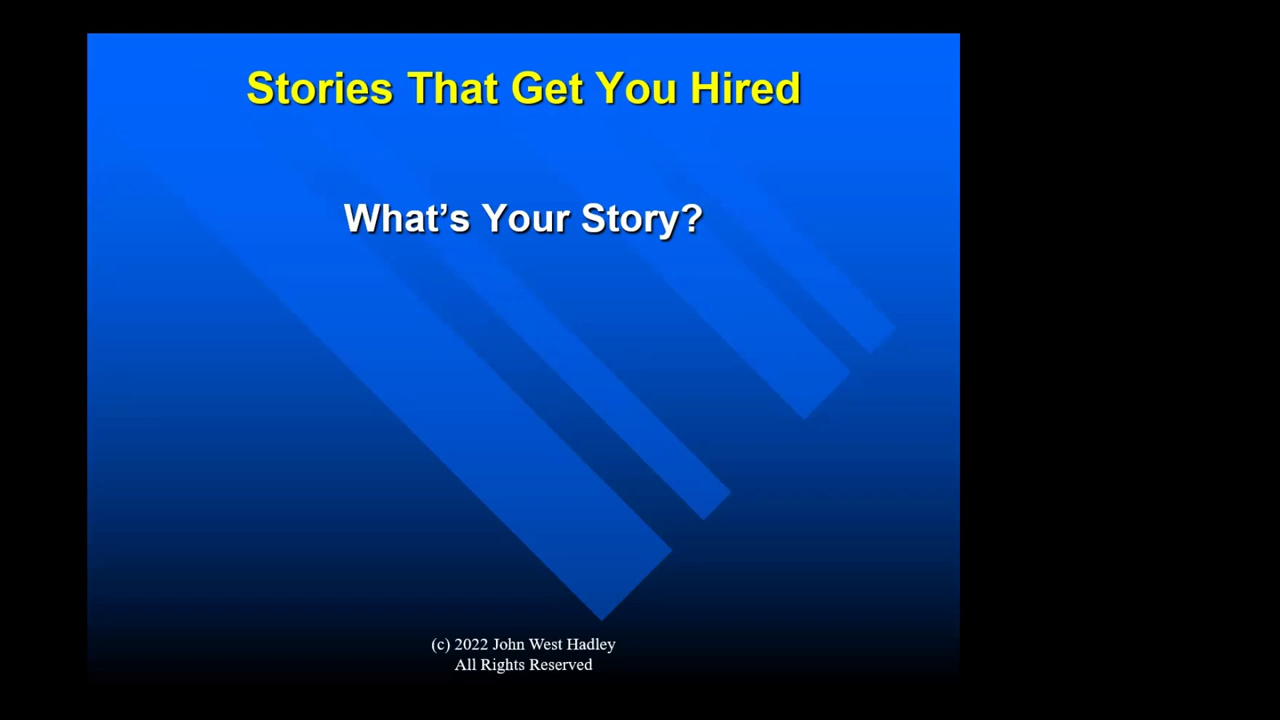 Stories That Get You Hired
What’s Your Story?
(c) 2022 John West Hadley
All Rights Reserved